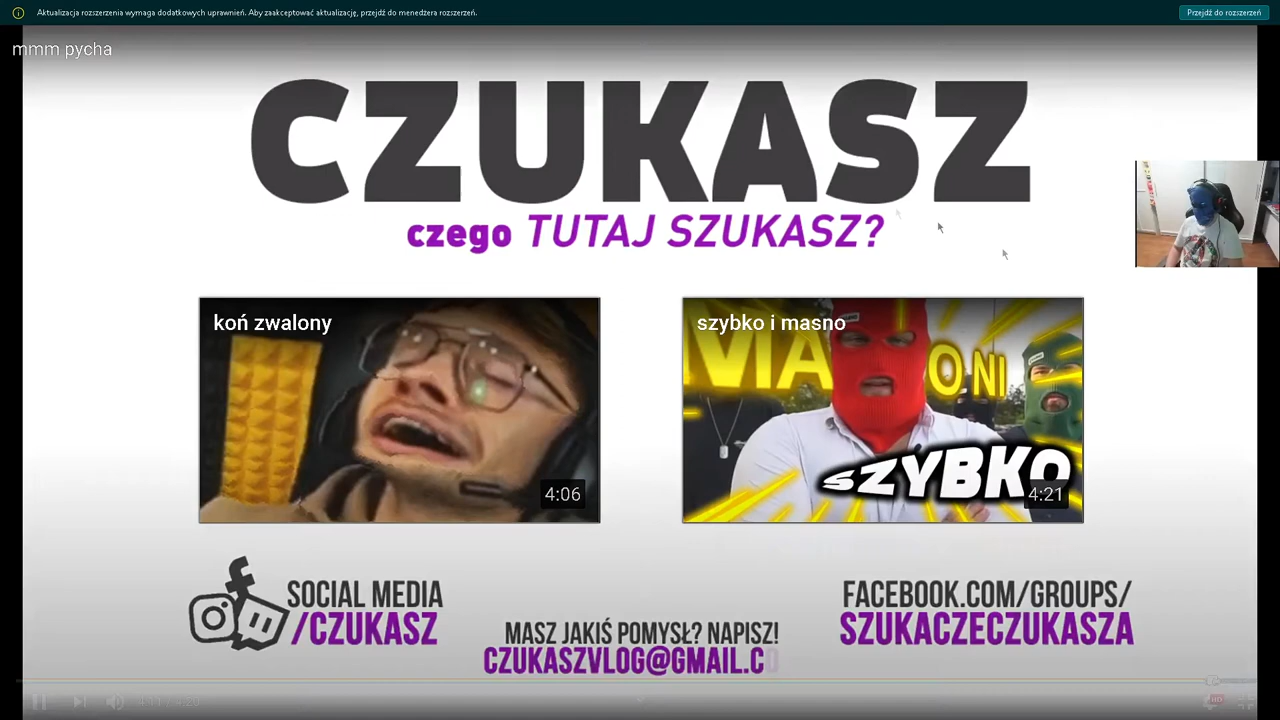 Aktualizacja rozszerzenia wymaga dodatkowych uprawnień. Aby zaakceptować aktualizację, przejdź do menedżera rozszerzeń.
Przejdź do rozszerzeń
mmm pycha
CZUKASZ
czego TUTAJ SZUKASZ?
koń zwalony
4:06
szybko i masno
SZYBKO
4:21
SOCIAL MEDIA
/CZUKASZ
MASZ JAKIŚ POMYSŁ? NAPISZ!
CZUKASZVLOG@GMAIL.C
FACEBOOK.COM/GROUPS/
SZUKACZECZUKASZA